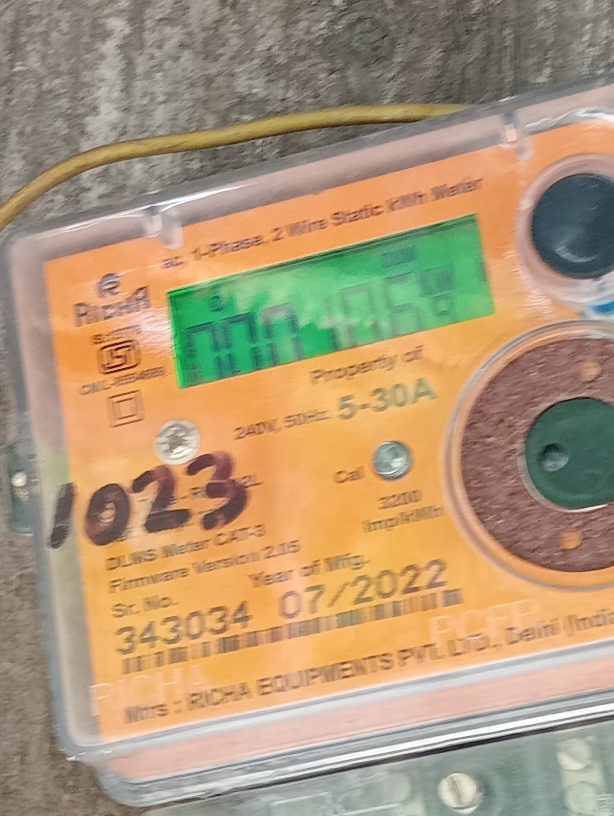 ac, 1-Phase, 2 Wire Static kWh Meter
RICHA
Property of
240V, 50Hz. 5-30A
Cal
3200
Imp/kWh
1023
DLMS Meter CAT-3
Firmware Version 2.05
Year of Mfg.
Sr. No.
343034 07/2022
RICHA
Mfrs : RICHA EQUIPMENTS PVT. LTD., Delhi (India